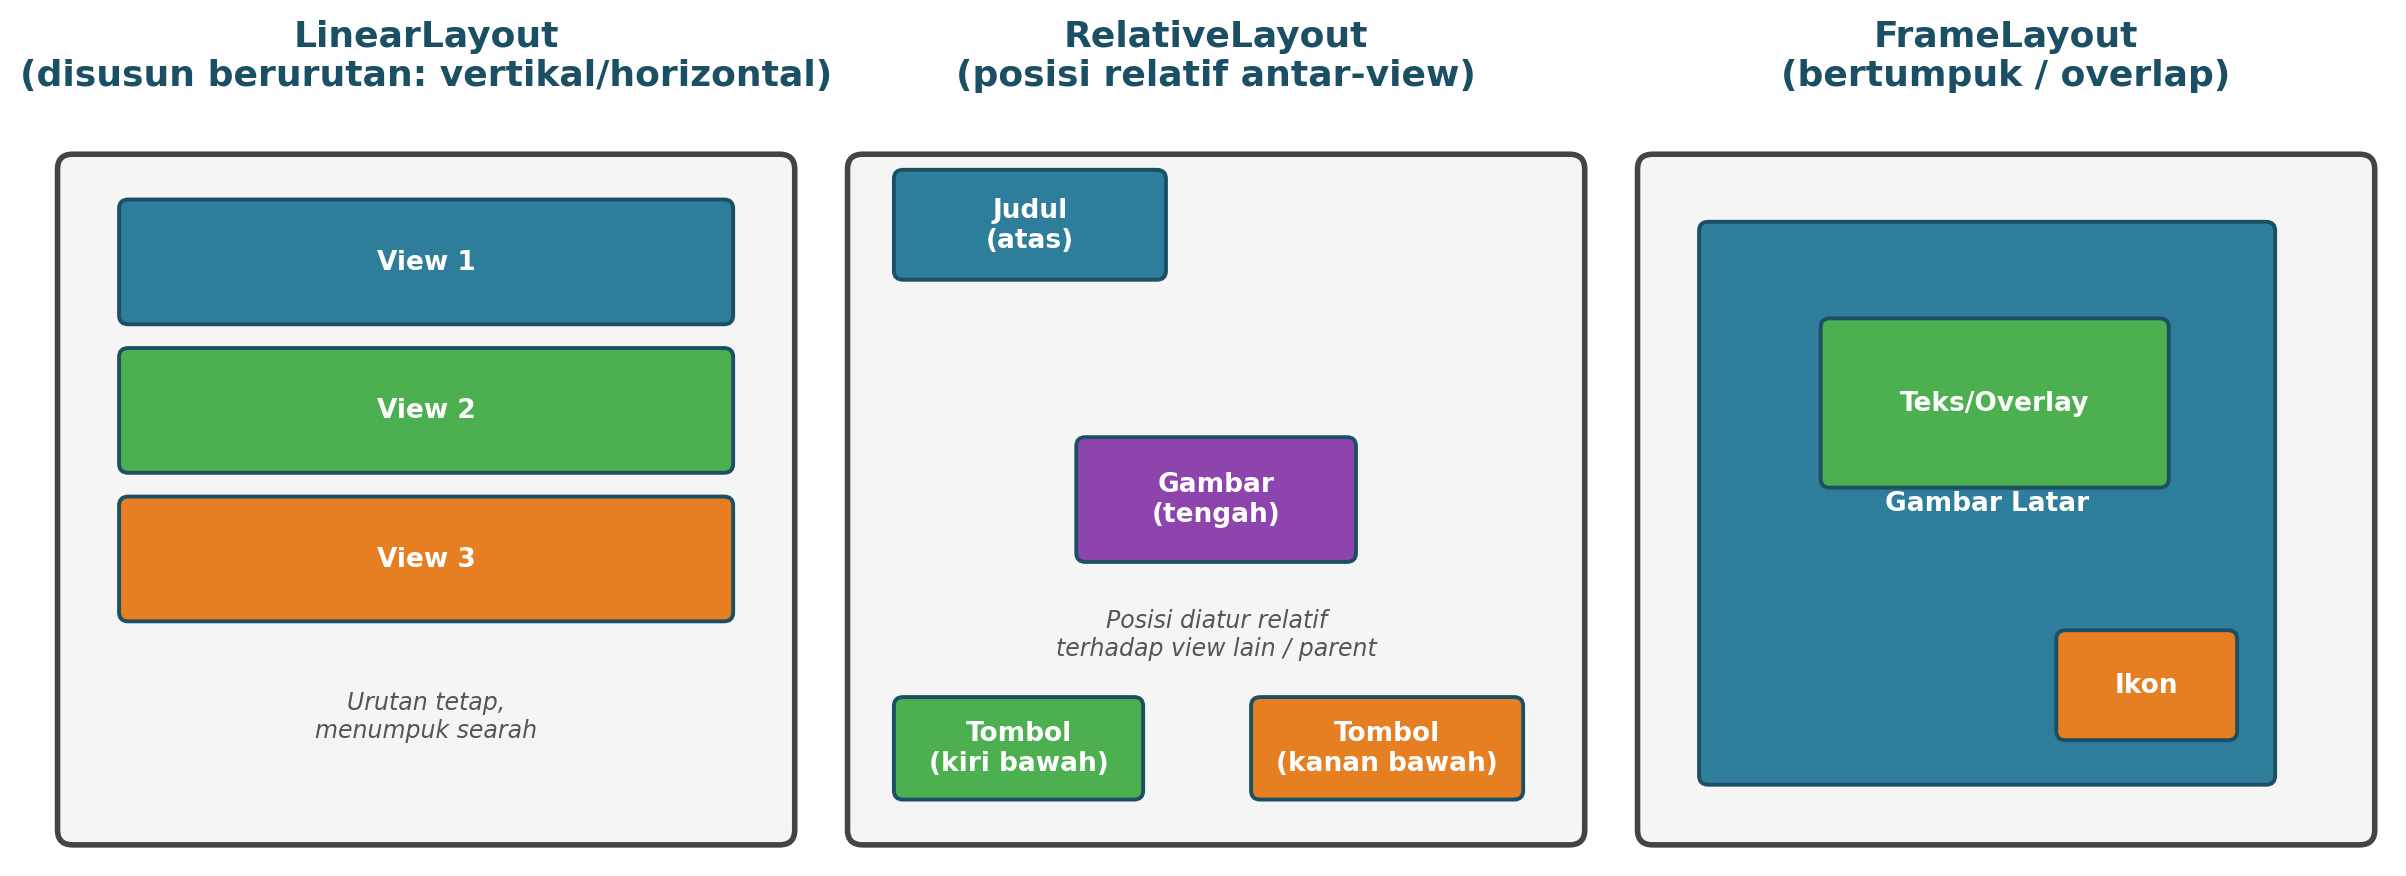 LinearLayout
(disusun berurutan: vertikal/horizontal)
View 1
View 2
View 3
Urutan tetap,
menumpuk searah
RelativeLayout
(posisi relatif antar-view)
Judul
(atas)
Gambar
(tengah)
Posisi diatur relatif
terhadap view lain / parent
Tombol
(kiri bawah)
Tombol
(kanan bawah)
FrameLayout
(bertumpuk / overlap)
Teks/Overlay
Gambar Latar
Ikon